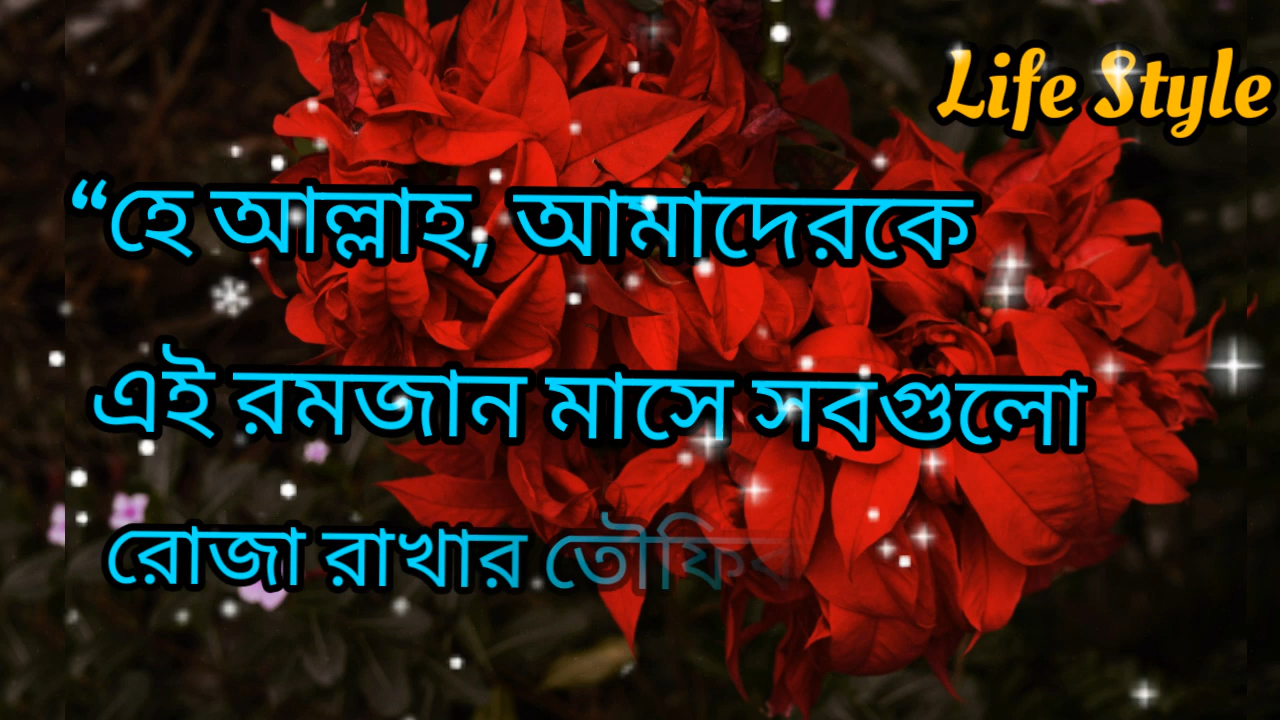 Life Style
“হে আল্লাহ, আমাদেরকে
এই রমজান মাসে সবগুলো
রোজা রাখার